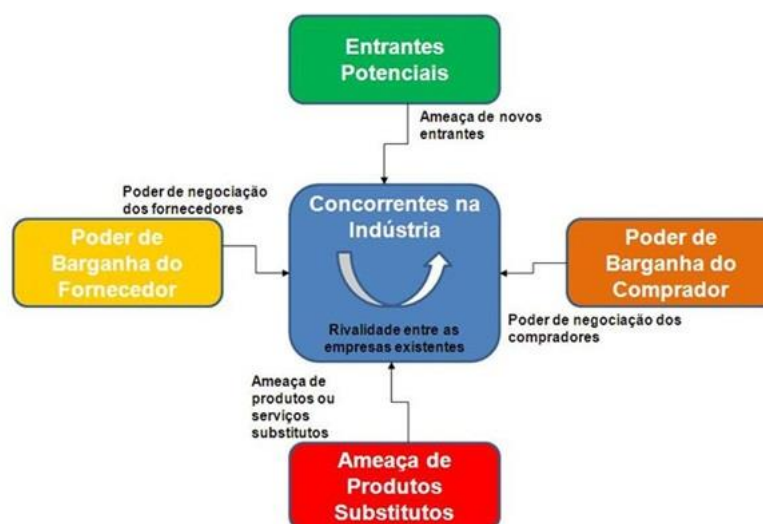 Entrantes
Potenciais
Ameaça de novos
entrantes
Poder de negociação
dos fornecedores
Poder de
Barganha do
Fornecedor
Concorrentes na
Indústria
Rivalidade entre as
empresas existentes
Poder de
Barganha do
Comprador
Poder de negociação dos
compradores
Ameaça de
produtos ou
serviços
substitutos
Ameaça de
Produtos
Substitutos